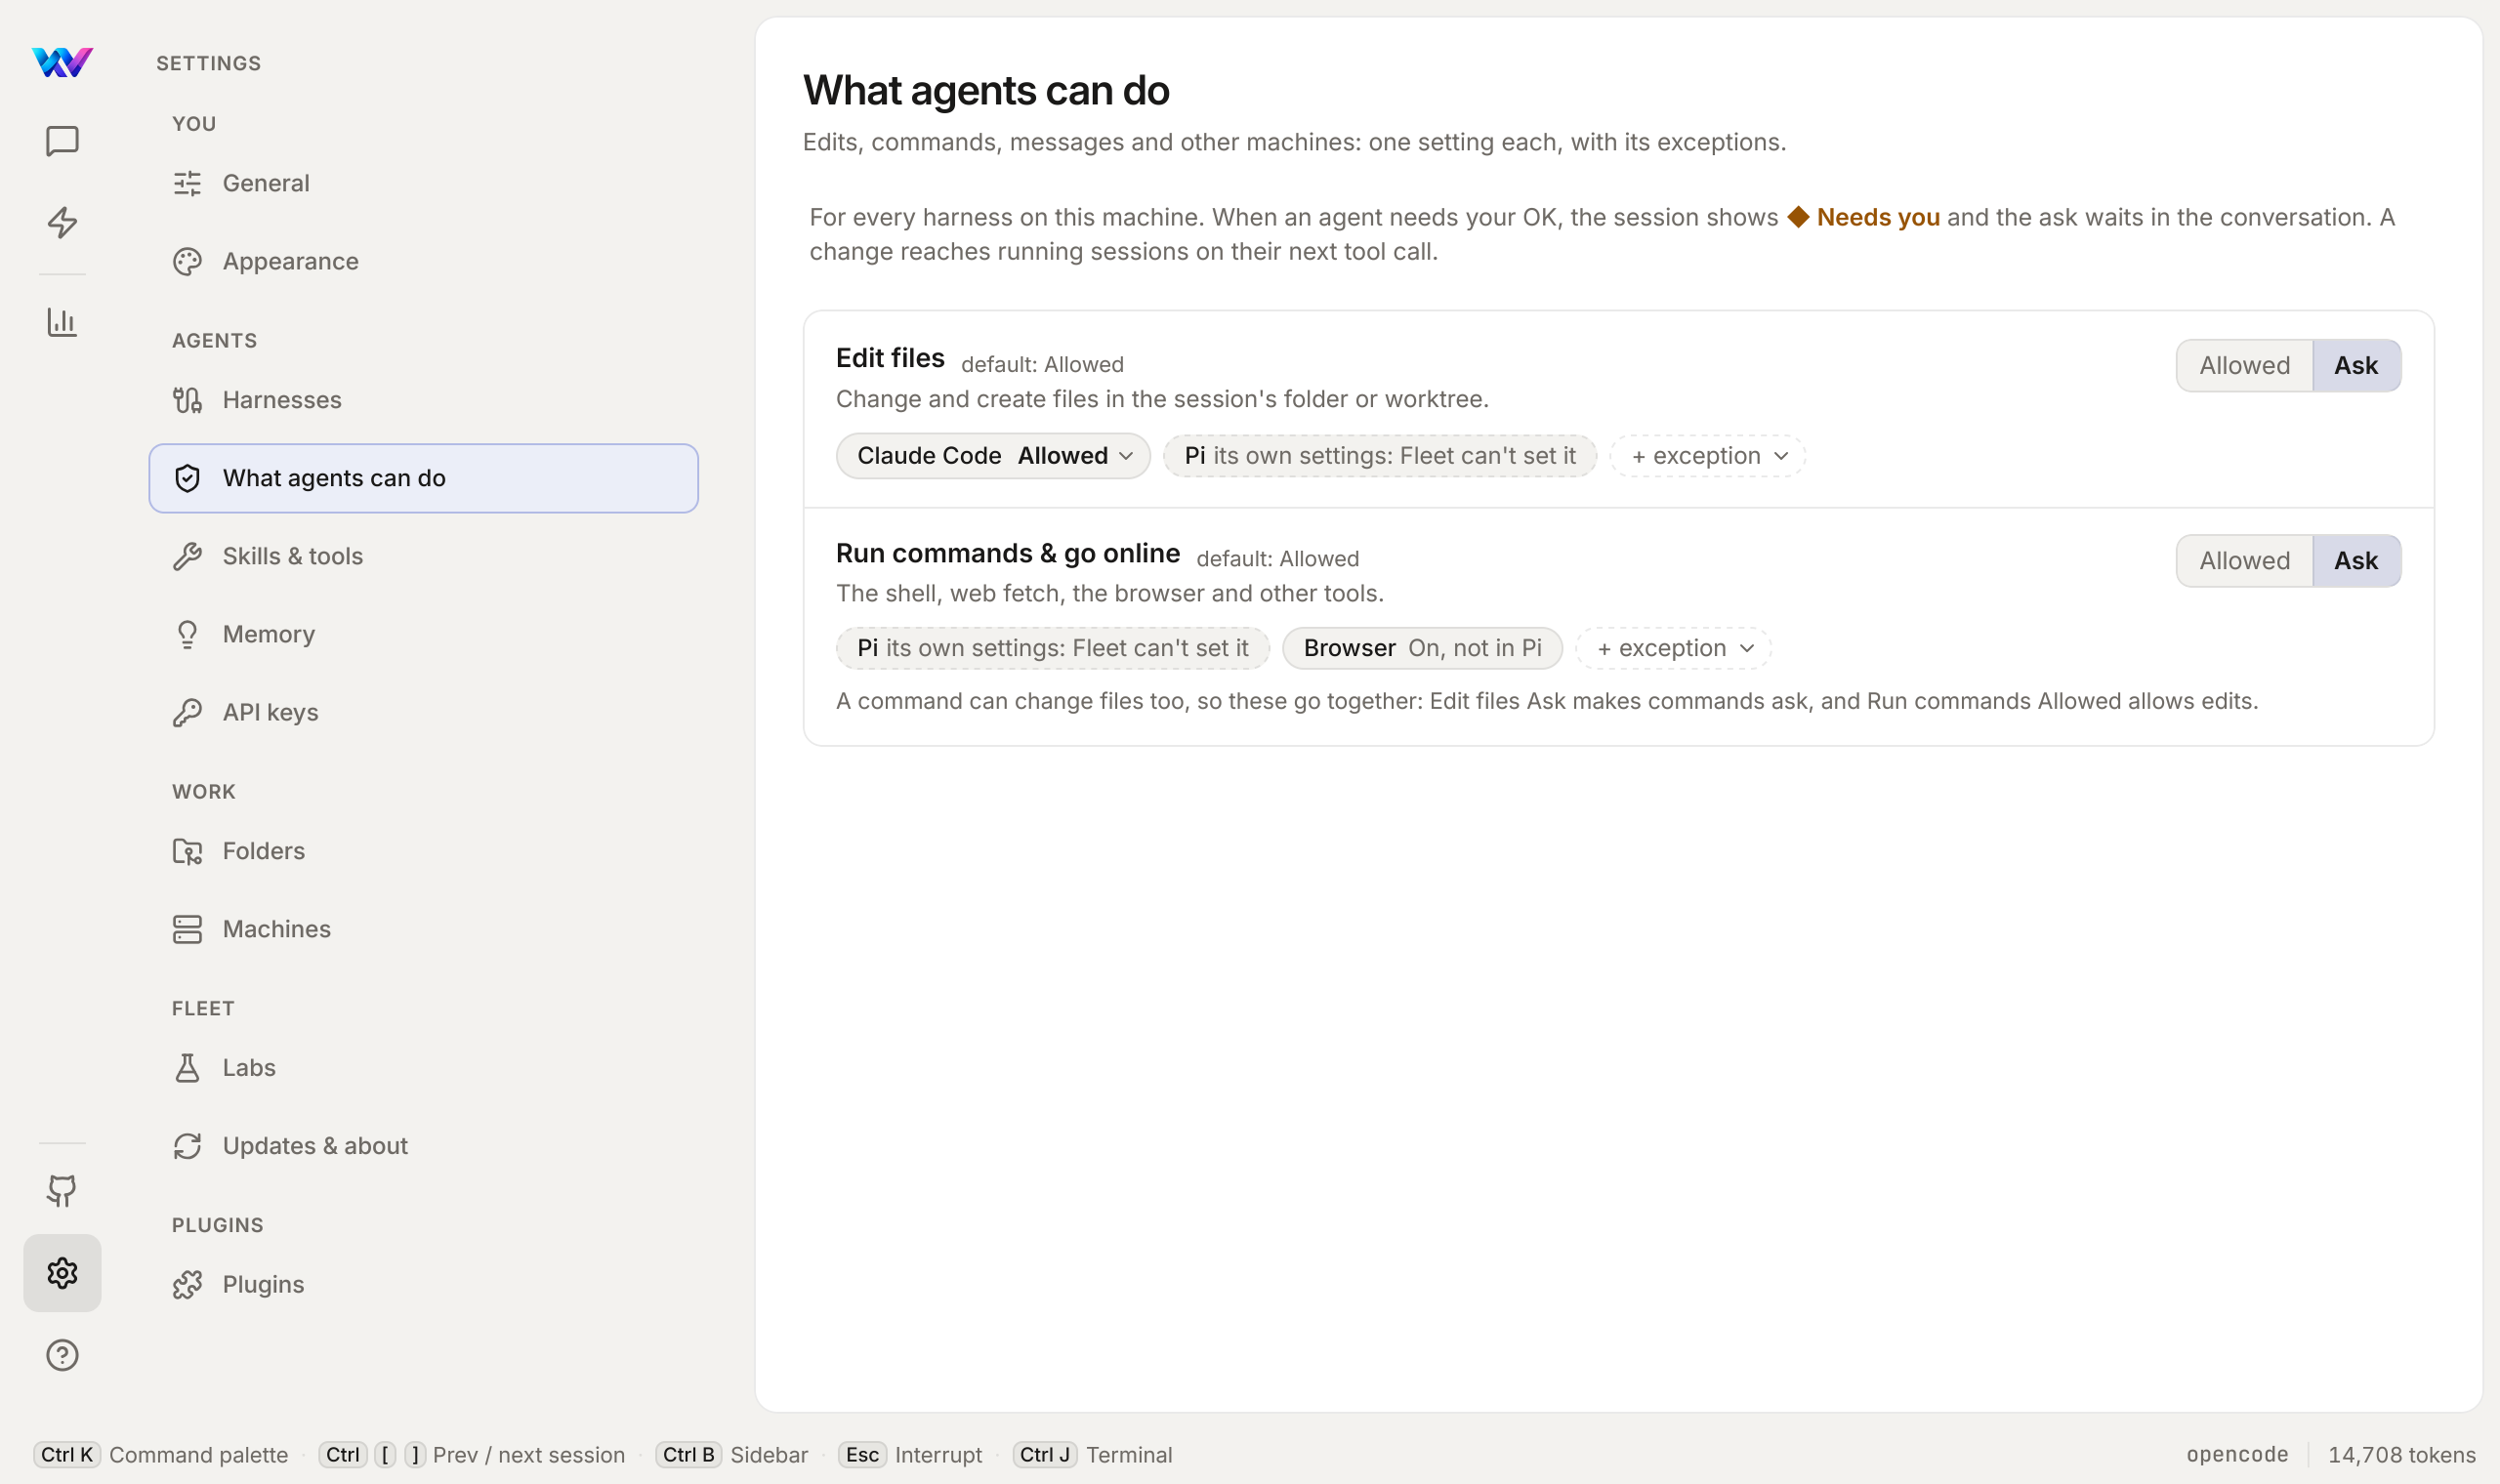 SETTINGS
YOU
General
Appearance
AGENTS
Harnesses
What agents can do
Skills & tools
Memory
API keys
WORK
Folders
Machines
FLEET
Labs
Updates & about
PLUGINS
Plugins
What agents can do
Edits, commands, messages and other machines: one setting each, with its exceptions.
For every harness on this machine. When an agent needs your OK, the session shows ◆ Needs you and the ask waits in the conversation. A
change reaches running sessions on their next tool call.
Edit files default: Allowed
Allowed Ask
Change and create files in the session's folder or worktree.
Claude Code Allowed Pi its own settings: Fleet can't set it + exception
Run commands & go online default: Allowed
Allowed Ask
The shell, web fetch, the browser and other tools.
Pi its own settings: Fleet can't set it Browser On, not in Pi + exception
A command can change files too, so these go together: Edit files Ask makes commands ask, and Run commands Allowed allows edits.
Ctrl K Command palette · Ctrl [ ] Prev / next session · Ctrl B Sidebar · Esc Interrupt · Ctrl J Terminal
opencode 14,708 tokens